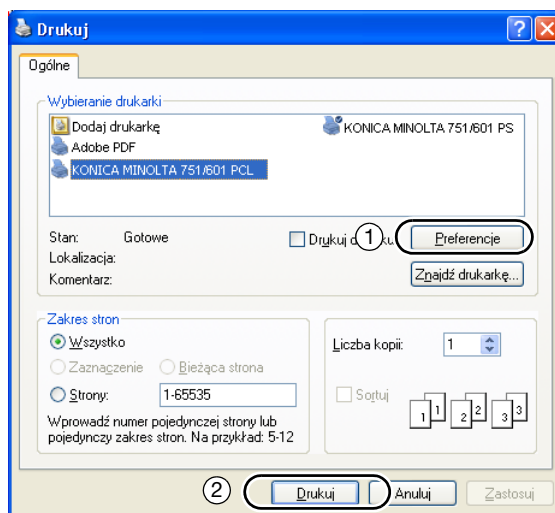 Drukuj
Ogólne
Wybieranie drukarki
Dodaj drukarkę
KONICA MINOLTA 751/601 PS
Adobe PDF
KONICA MINOLTA 751/601 PCL
Stan: Gotowe
Drukuj d 1 Preferencje
Lokalizacja:
Komentarz:
Znajdź drukarkę...
Zakres stron
Wszystko
Liczba kopii: 1
Zaznaczenie Bieżąca strona
Strony: 1-65535
Sortuj
1 1 2 2 3 3
Wprowadź numer pojedynczej strony lub
pojedynczy zakres stron. Na przykład: 5-12
2 Drukuj Anuluj Zastosuj